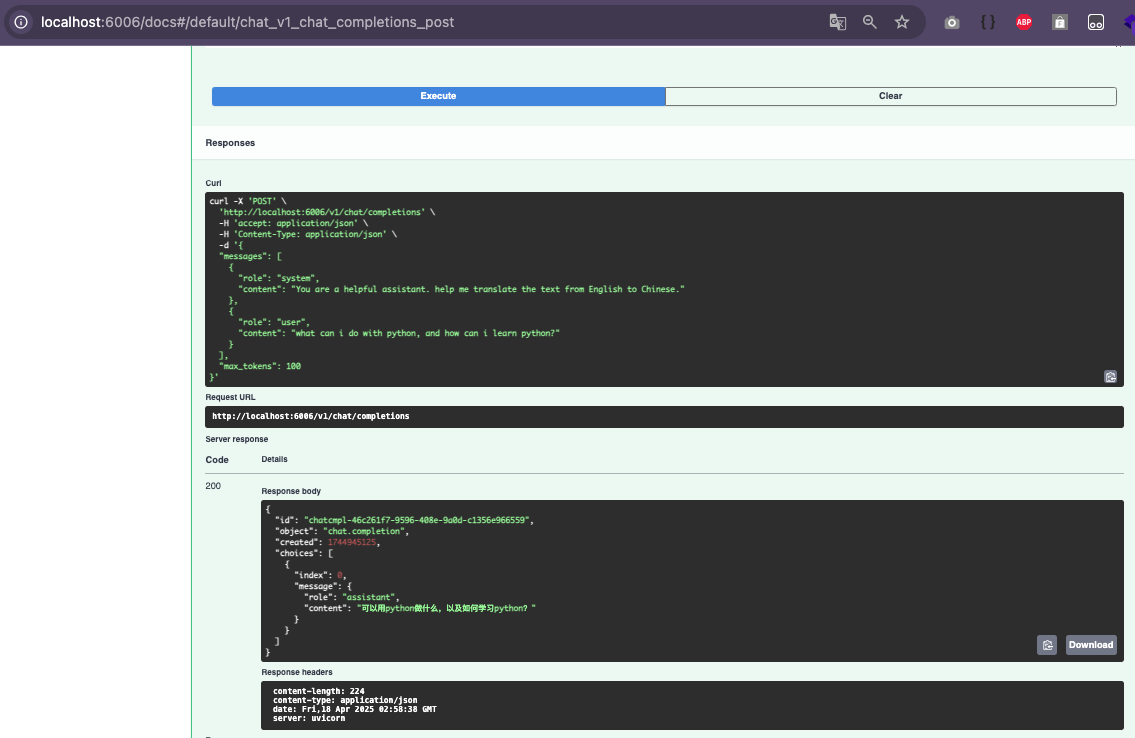 localhost:6006/docs#/default/chat_v1_chat_completions_post
ABP
Execute
Clear
Responses
Curl
curl -X 'POST' \
'http://localhost:6006/v1/chat/completions' \
-H 'accept: application/json' \
-H 'Content-Type: application/json' \
-d '{
"messages": [
{
"role": "system",
"content": "You are a helpful assistant. help me translate the text from English to Chinese."
},
{
"role": "user",
"content": "what can i do with python, and how can i learn python?"
}
],
"max_tokens": 100
}'
Request URL
http://localhost:6006/v1/chat/completions
Server response
Code
Details
200
Response body
{
"id": "chatcmpl-46c261f7-9596-408e-9a0d-c1356e966559",
"object": "chat.completion",
"created": 1744945125,
"choices": [
{
"index": 0,
"message": {
"role": "assistant",
"content": "可以用python做什么，以及如何学习python？"
}
}
]
}
Download
Response headers
content-length: 224
content-type: application/json
date: Fri,18 Apr 2025 02:58:38 GMT
server: uvicorn